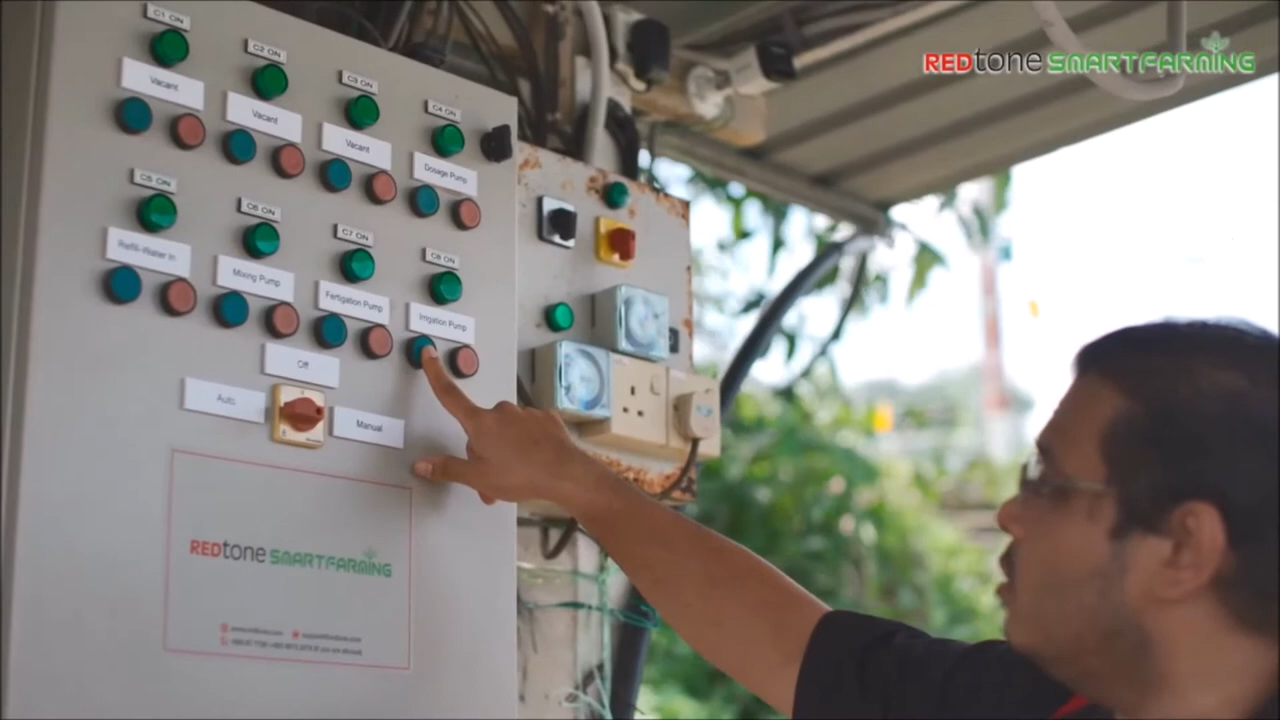 REDtone SMARTFARMING
C1 ON
C2 ON
C3 ON
C4 ON
Vacant
Vacant
Vacant
Dosage Pump
C5 ON
C6 ON
C7 ON
C8 ON
Refill-Water In
Mixing Pump
Fertigation Pump
Irrigation Pump
Off
Auto
Manual
REDtone SMARTFARMING